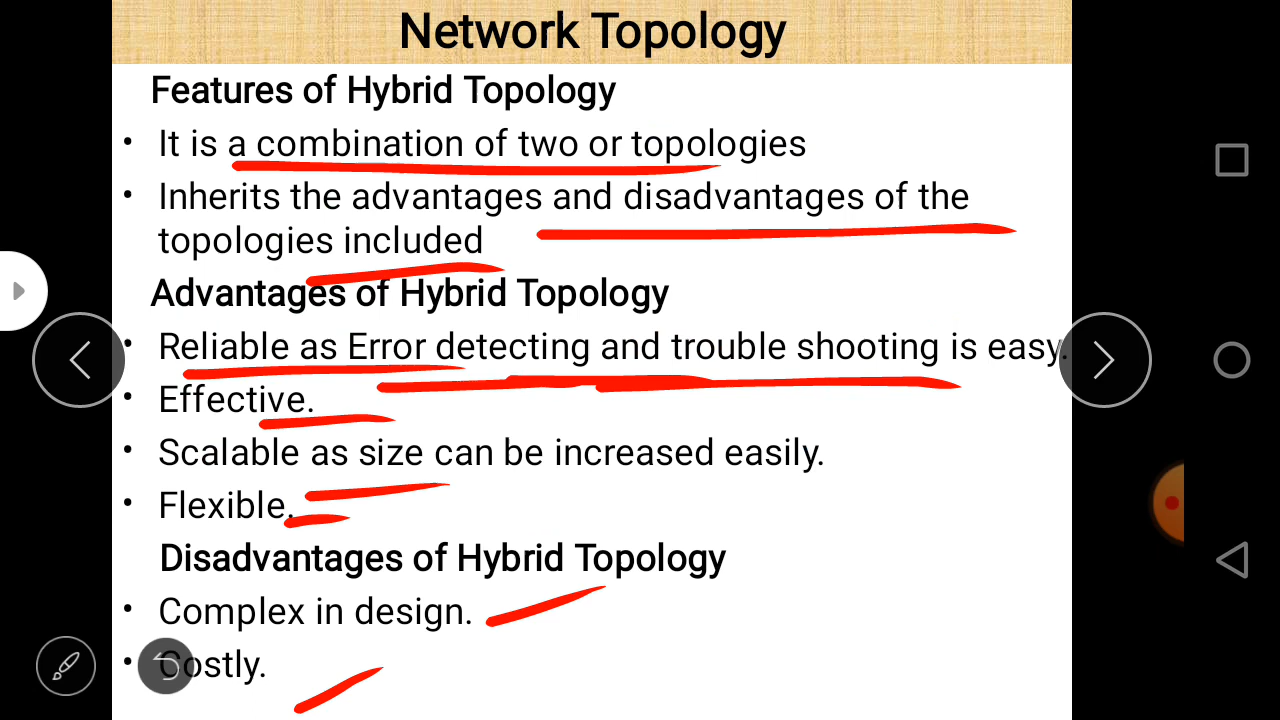 Network Topology
Features of Hybrid Topology
• It is a combination of two or topologies
• Inherits the advantages and disadvantages of the
topologies included
Advantages of Hybrid Topology
• Reliable as Error detecting and trouble shooting is easy.
• Effective.
• Scalable as size can be increased easily.
• Flexible.
Disadvantages of Hybrid Topology
• Complex in design.
• Costly.